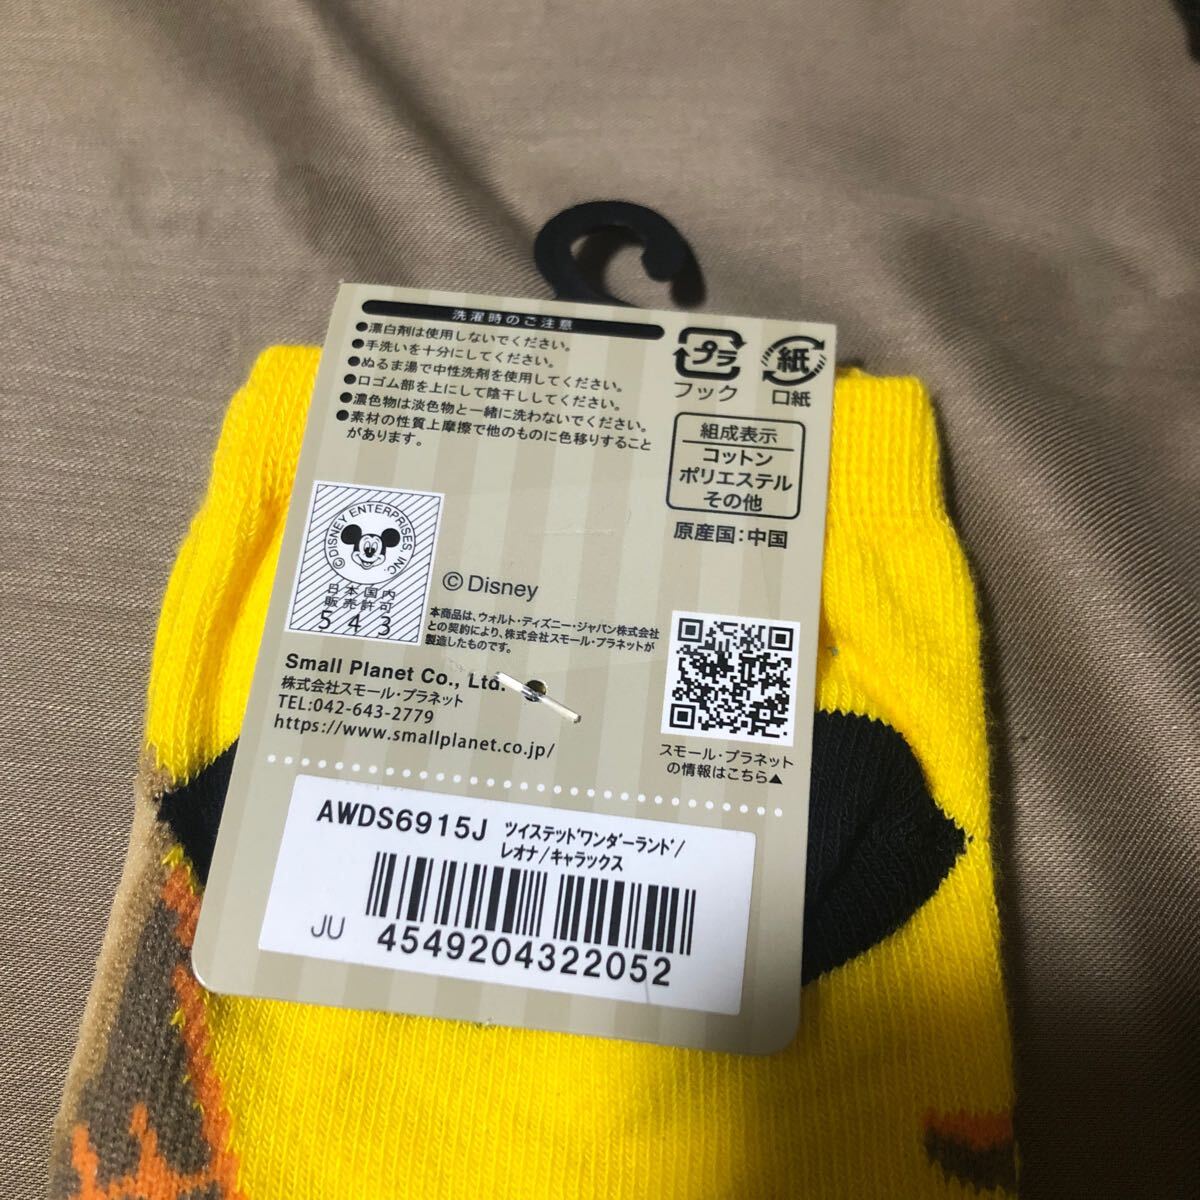 洗濯時のご注意
●漂白剤は使用しないでください。
●手洗いを十分にしてください。
●ぬるま湯で中性洗剤を使用してください。
●口ゴム部を上にして陰干ししてください。
●濃色物は淡色物と一緒に洗わないでください。
●素材の性質上摩擦で他のものに色移りすること
があります。
プラ
フック
紙
口紙
組成表示
コットン
ポリエステル
その他
原産国:中国
©DISNEY ENTERPRISES, INC.
日本国内
販売許可
543
©Disney
本商品は、ウォルト・ディズニー・ジャパン株式会社
との契約により、株式会社スモール・プラネットが
製造したものです。
Small Planet Co., Ltd.
株式会社スモール・プラネット
TEL:042-643-2779
https://www.smallplanet.co.jp/
スモール・プラネット
の情報はこちら▲
AWDS6915J ツイステッドワンダーランド/
レオナ/キャラックス
JU
4549204322052